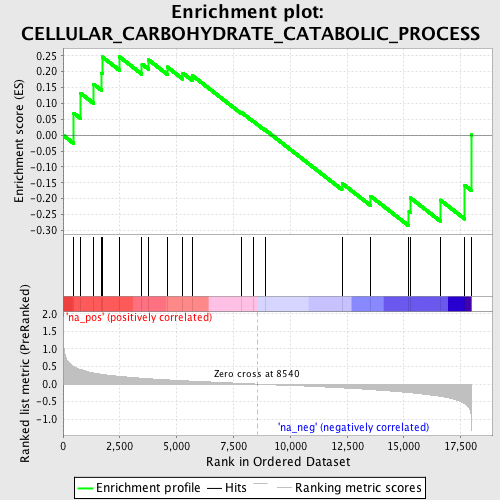 Enrichment plot:
CELLULAR_CARBOHYDRATE_CATABOLIC_PROCESS
Enrichment score (ES)
0.25
0.20
0.15
0.10
0.05
0.00
-0.05
-0.10
-0.15
-0.20
-0.25
-0.30
'na_pos' (positively correlated)
Ranked list metric (PreRanked)
2.0
1.5
1.0
0.5
0.0
-0.5
-1.0
Zero cross at 8540
'na_neg' (negatively correlated)
0 2,500 5,000 7,500 10,000 12,500 15,000 17,500
Rank in Ordered Dataset
Enrichment profile Hits Ranking metric scores